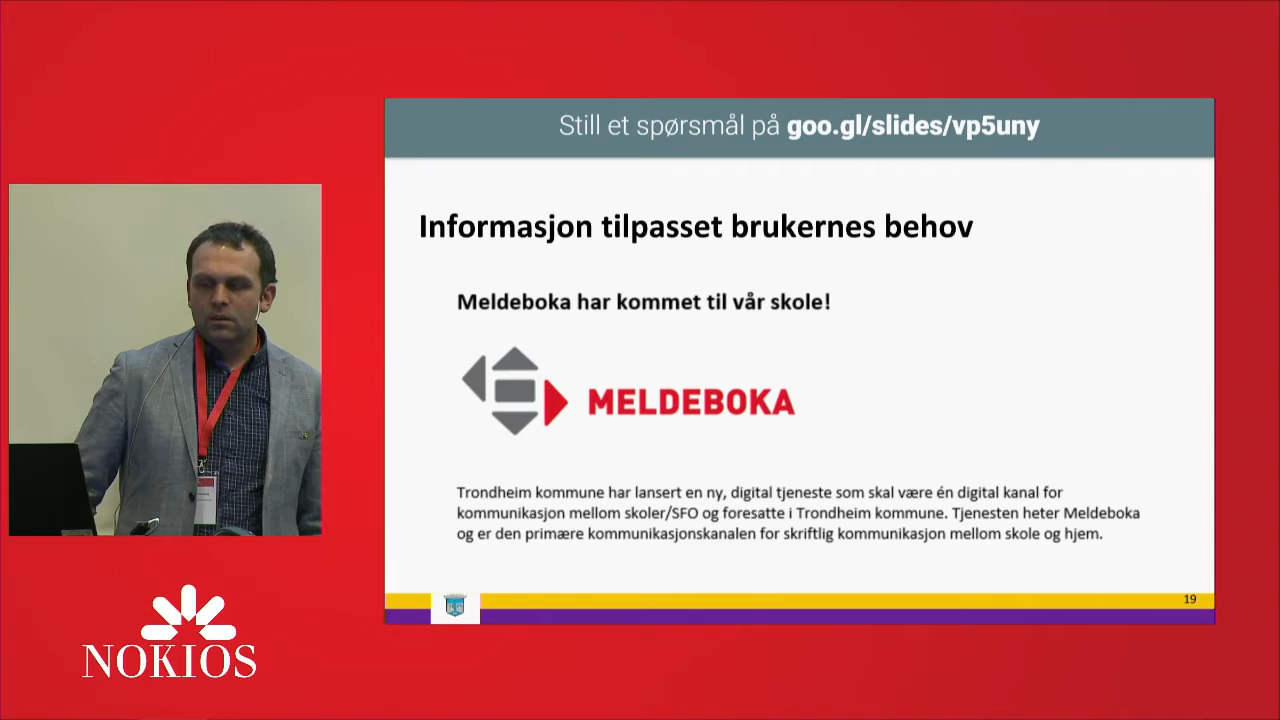 Still et spørsmål på goo.gl/slides/vp5uny
Informasjon tilpasset brukernes behov
Meldeboka har kommet til vår skole!
MELDEBOKA
Trondheim kommune har lansert en ny, digital tjeneste som skal være én digital kanal for
kommunikasjon mellom skoler/SFO og foresatte i Trondheim kommune. Tjenesten heter Meldeboka
og er den primære kommunikasjonskanalen for skriftlig kommunikasjon mellom skole og hjem.
19
NOKIOS